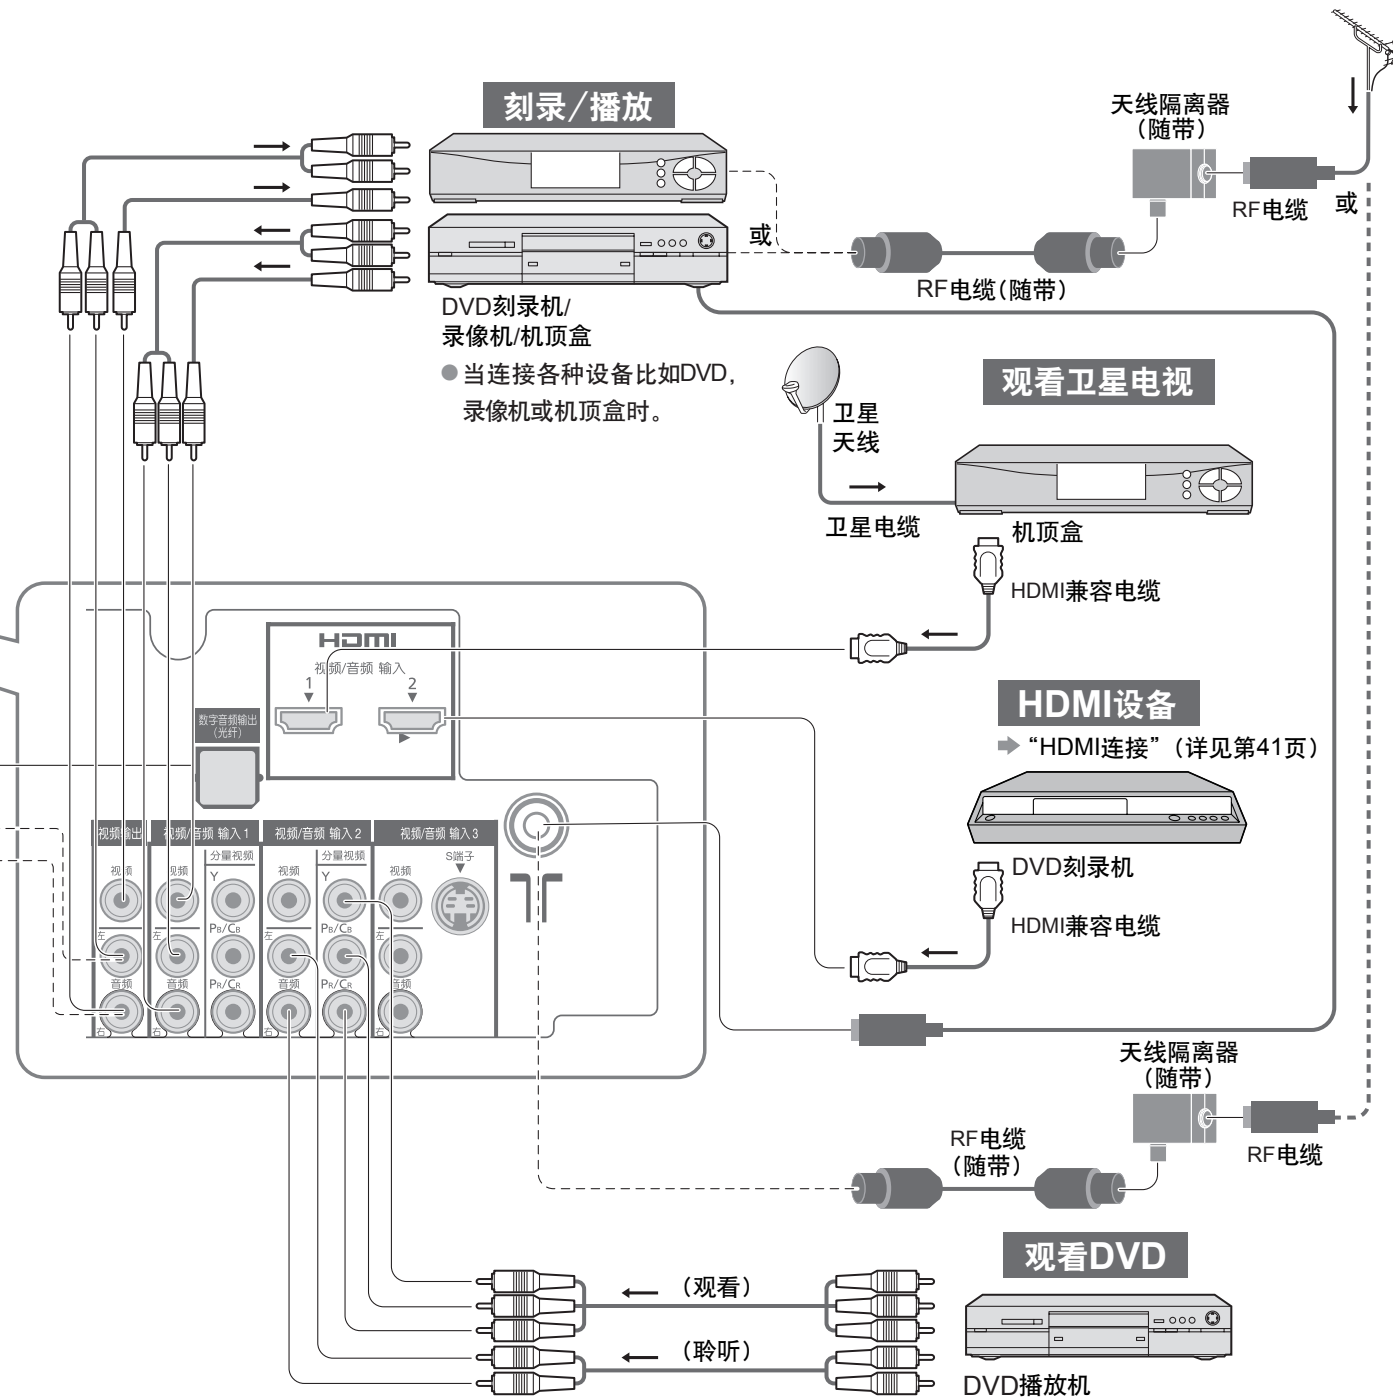 刻录/播放
天线隔离器
（随带）
RF电缆
或
或
RF电缆（随带）
DVD刻录机/
录像机/机顶盒
●当连接各种设备比如DVD，
录像机或机顶盒时。
观看卫星电视
卫星
天线
卫星电缆
机顶盒
HDMI兼容电缆
HDMI
视频/音频 输入
1
2
数字音频输出
（光纤）
HDMI设备
“HDMI连接”（详见第41页）
DVD刻录机
HDMI兼容电缆
视频输出
视频/音频 输入1
视频/音频 输入2
视频/音频 输入3
视频
视频
分量视频
Y
视频
分量视频
Y
视频
S端子
左
左
PB/CB
左
PB/CB
左
音频
音频
PR/CR
音频
PR/CR
音频
右
右
右
右
天线隔离器
（随带）
RF电缆
（随带）
RF电缆
观看DVD
（观看）
（聆听）
DVD播放机